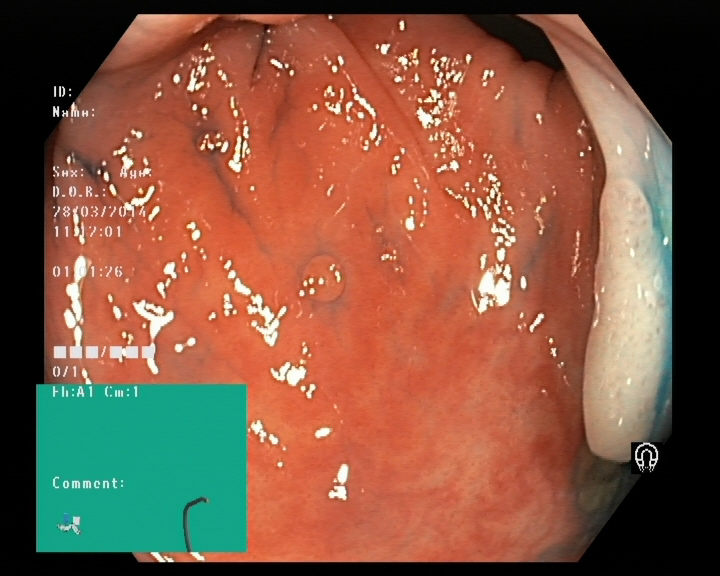 ID:
Name:
Sex: Age:
D.O.B.:
28/03/2014
11:12:01
01:01:26
0/1
Eh:A1 Cm:1
Comment: